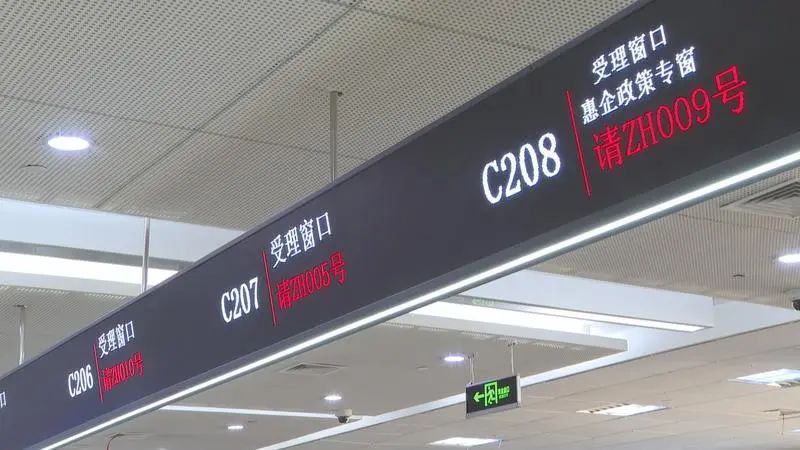 C206
受理窗口
请ZH010号
C207
受理窗口
请ZH005号
C208
受理窗口
惠企政策专窗
请ZH009号